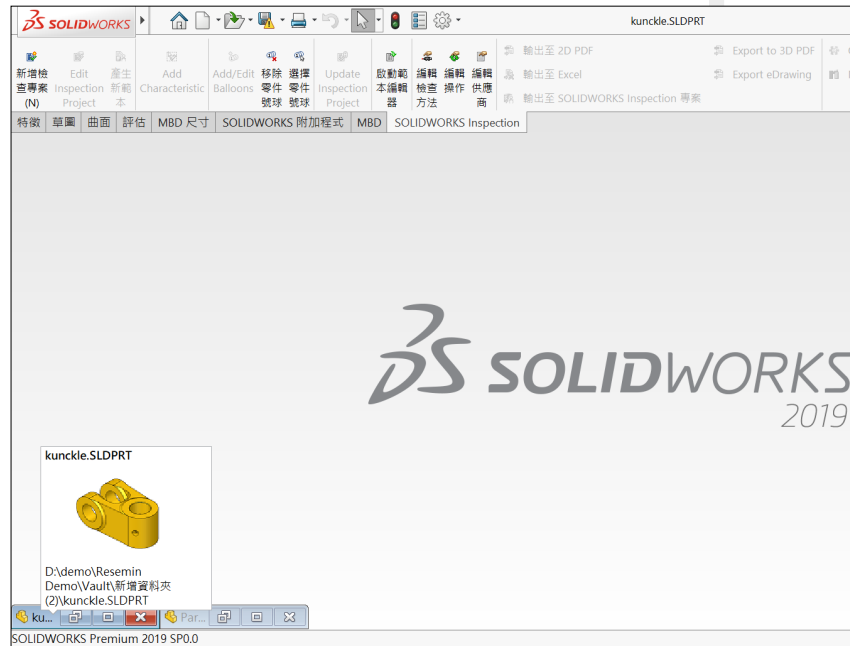 SOLIDWORKS
kunckle.SLDPRT
新增檢查專案(N)
Edit Inspection Project
產生新範本
Add Characteristic
Add/Edit Balloons
移除零件號球
選擇零件號球
Update Inspection Project
啟動範本編輯器
編輯檢查方法
編輯操作
編輯供應商
輸出至 2D PDF
輸出至 Excel
輸出至 SOLIDWORKS Inspection 專案
Export to 3D PDF
Export eDrawing
特徵 草圖 曲面 評估 MBD 尺寸 SOLIDWORKS 附加程式 MBD SOLIDWORKS Inspection
SOLIDWORKS
2019
kunckle.SLDPRT
D:\demo\Resemin
Demo\Vault\新增資料夾
(2)\kunckle.SLDPRT
ku... Par...
SOLIDWORKS Premium 2019 SP0.0